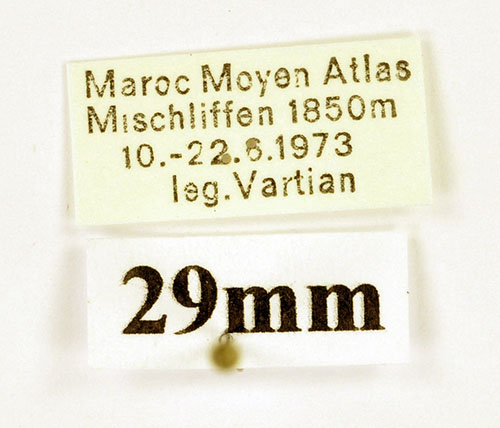 Maroc Moyen Atlas
Mischliffen 1850m
10.-22.6.1973
leg.Vartian
29mm